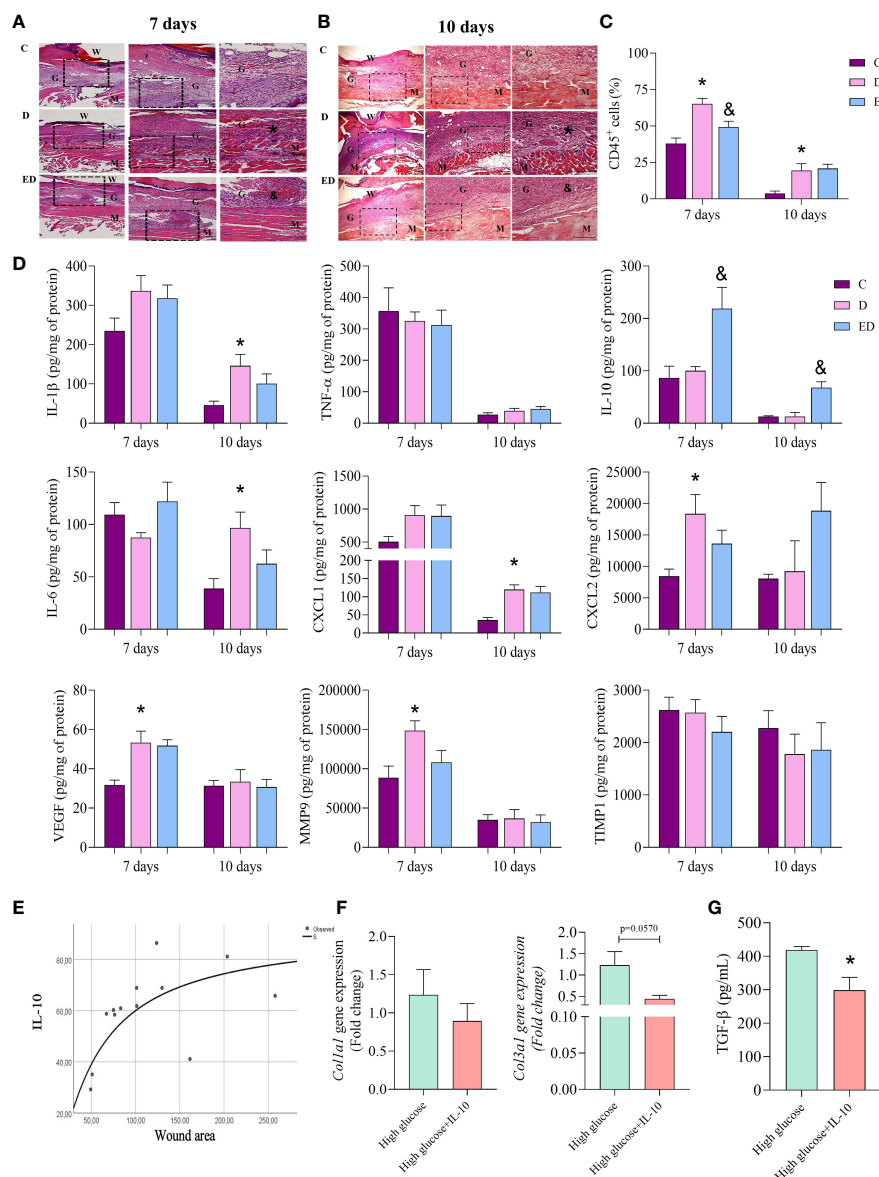 A
7 days
B
10 days
C
C
W
G
M
D
W
G
G
*
M
M
ED
W
G
G
&
M
M
C
W
G
G
G
M
D
W
G
G
*
M
M
ED
W
G
G
G
&
M
M
CD45+ cells (%)
100
75
50
25
0
*
&
*
7 days
10 days
C
D
ED
D
IL-1β (pg/mg of protein)
400
300
200
100
0
*
7 days
10 days
TNF-α (pg/mg of protein)
500
400
300
200
100
0
7 days
10 days
IL-10 (pg/mg of protein)
300
200
100
0
&
&
7 days
10 days
C
D
ED
IL-6 (pg/mg of protein)
150
100
50
0
*
7 days
10 days
CXCL1 (pg/mg of protein)
1000
500
200
150
100
50
0
*
7 days
10 days
CXCL2 (pg/mg of protein)
25000
20000
15000
10000
5000
0
*
7 days
10 days
VEGF (pg/mg of protein)
80
60
40
20
0
*
7 days
10 days
MMP9 (pg/mg of protein)
200000
150000
100000
50000
0
*
7 days
10 days
TIMP1 (pg/mg of protein)
3000
2000
1000
0
7 days
10 days
E
IL-10
80,00
60,00
40,00
20,00
50,00
100,00
150,00
200,00
250,00
Wound area
Observed
S
F
Col1a1 gene expression
(Fold change)
2.0
1.5
1.0
0.5
0.0
High glucose
High glucose+IL-10
Col3a1 gene expression
(Fold change)
2.0
1.5
1.0
0.5
0.10
0.05
0.00
p=0.0570
High glucose
High glucose+IL-10
G
TGF-β (pg/mL)
500
400
300
200
100
0
*
High glucose
High glucose+IL-10